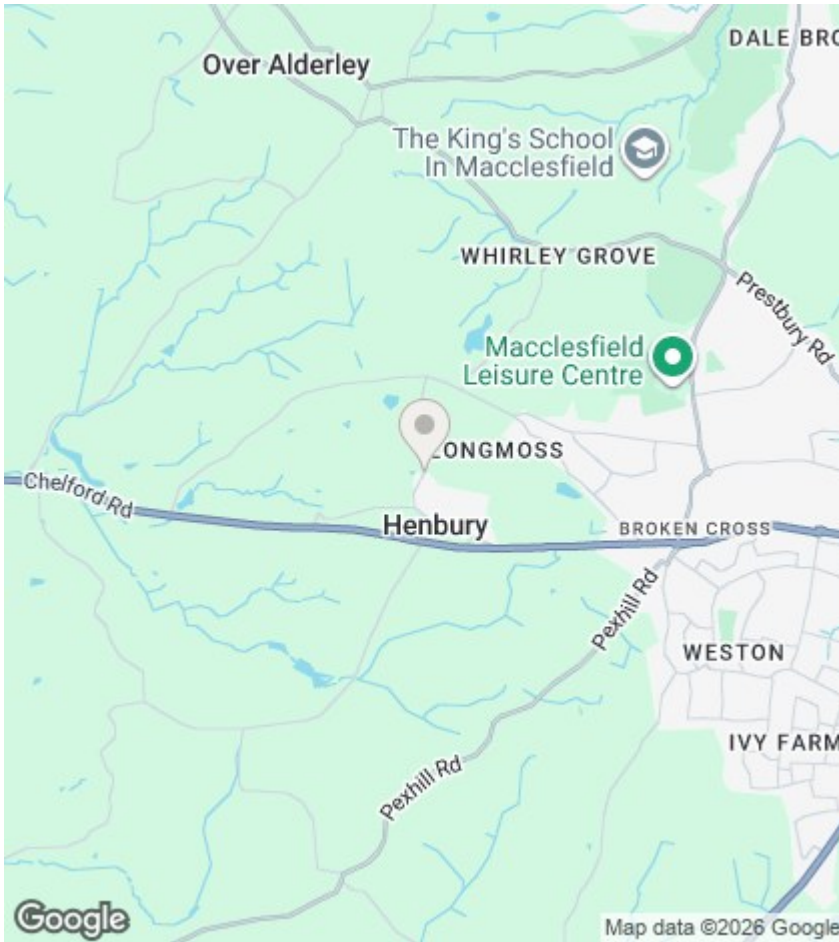 DALE BRO
Over Alderley
The King's School
In Macclesfield
WHIRLEY GROVE
Prestbury Rd
Macclesfield
Leisure Centre
LONGMOSS
Chelford Rd
Henbury
BROKEN CROSS
Pexhill Rd
WESTON
IVY FARM
Pexhill Rd
Google
Map data ©2026 Google